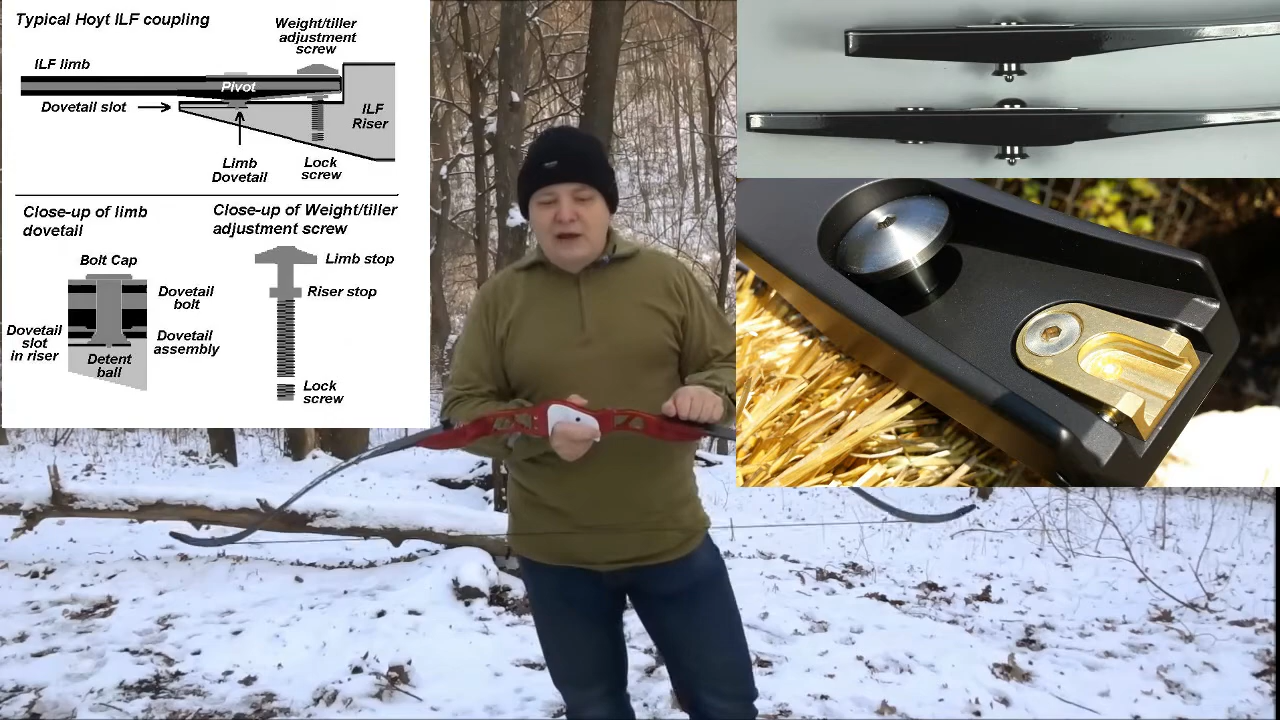 Typical Hoyt ILF coupling
Weight/tiller
adjustment
screw
ILF limb
Pivot
Dovetail slot
ILF
Riser
Limb
Dovetail
Lock
screw
Close-up of limb
dovetail
Bolt Cap
Dovetail
bolt
Dovetail
slot
in riser
Dovetail
assembly
Detent
ball
Close-up of Weight/tiller
adjustment screw
Limb stop
Riser stop
Lock
screw